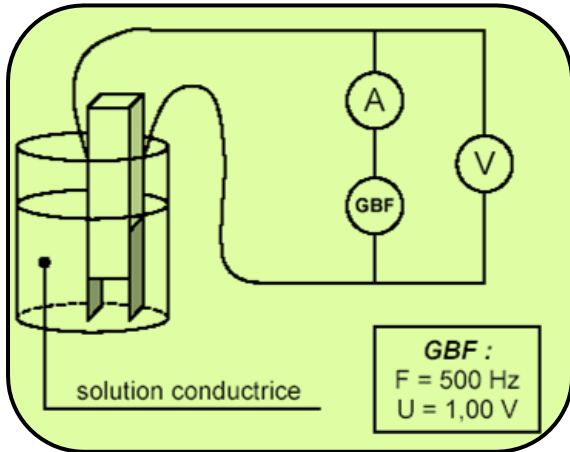 A
GBF
V
solution conductrice
GBF :
F = 500 Hz
U = 1,00 V